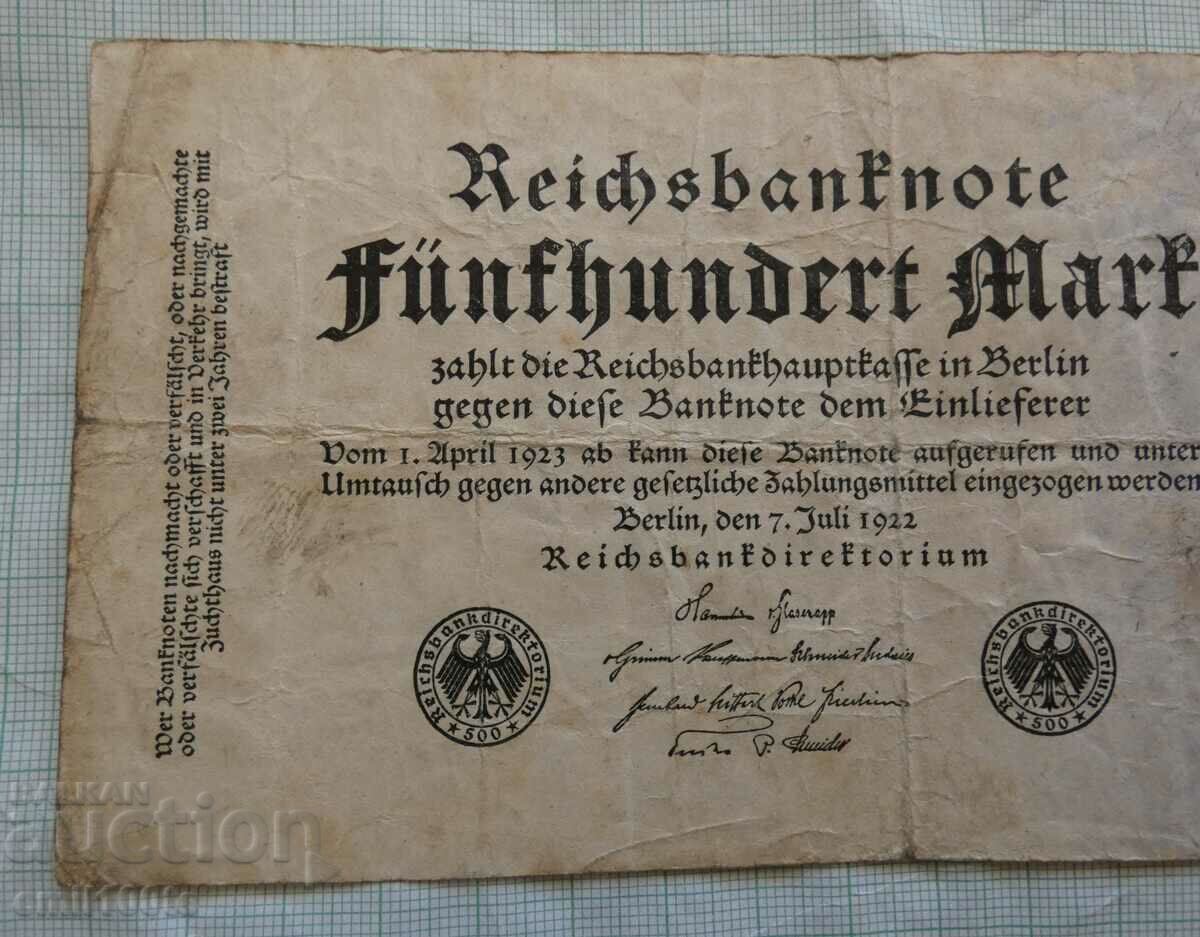 Wer Banknoten nachmacht oder verfälscht, oder nachgemachte
oder verfälschte sich verschafft und in Verkehr bringt, wird mit
Zuchthaus nicht unter zwei Jahren bestraft
Reichsbanknote
Fünfhundert Mark
zahlt die Reichsbankhauptkasse in Berlin
gegen diese Banknote dem Einlieferer
Vom 1. April 1923 ab kann diese Banknote aufgerufen und unter
Umtausch gegen andere gesetzliche Zahlungsmittel eingezogen werden
Berlin, den 7. Juli 1922
Reichsbankdirektorium
Reichsbankdirektorium
500
Reichsbankdirektorium
500
BALKAN
auction